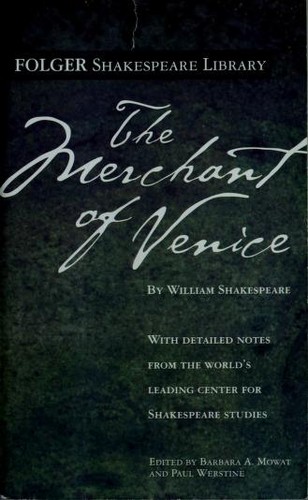 FOLGER SHAKESPEARE LIBRARY
The
Merchant
of Venice
BY WILLIAM SHAKESPEARE
WITH DETAILED NOTES
FROM THE WORLD'S
LEADING CENTER FOR
SHAKESPEARE STUDIES
EDITED BY BARBARA A. MOWAT
AND PAUL WERSTINE